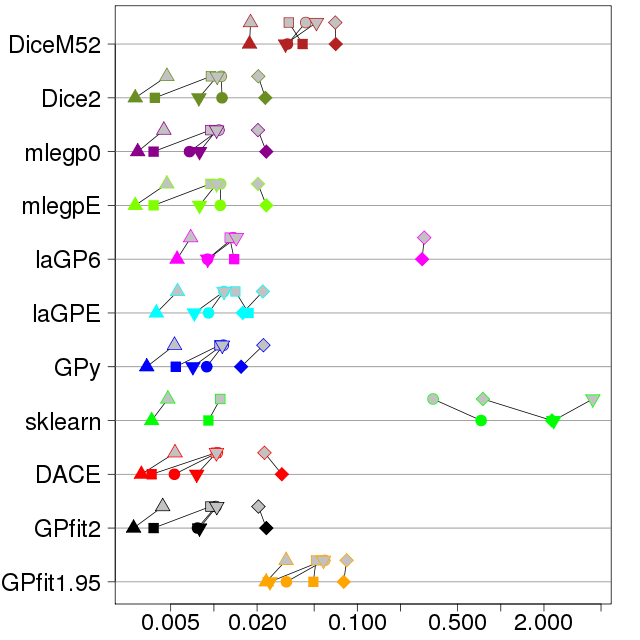 DiceM52
Dice2
mlegp0
mlegpE
laGP6
laGPE
GPy
sklearn
DACE
GPfit2
GPfit1.95
0.005 0.020 0.100 0.500 2.000